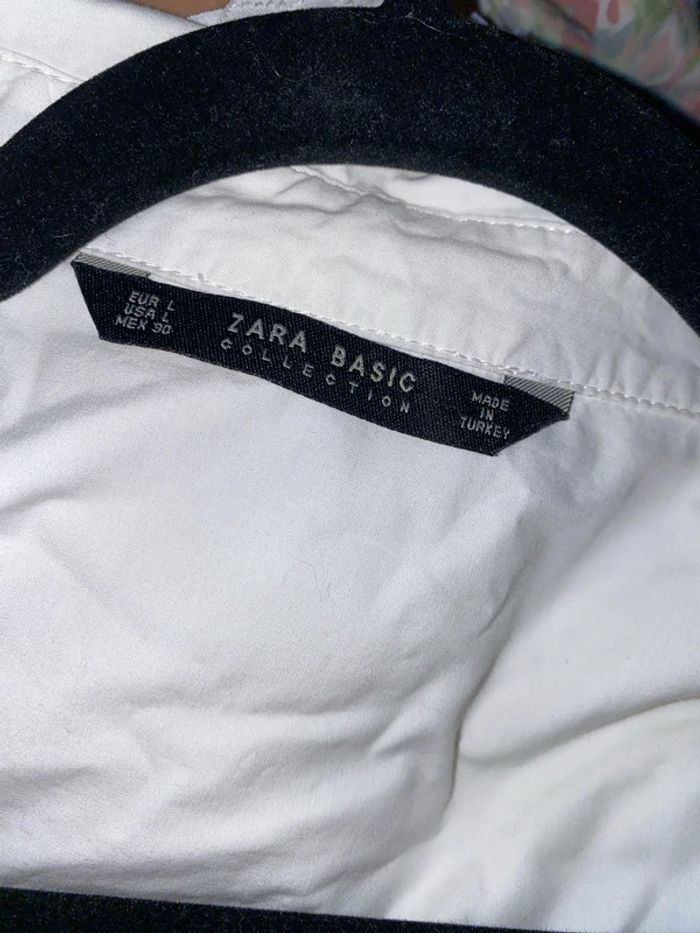 EUR L
USA L
MEX 30
ZARA BASIC
COLLECTION
MADE
IN
TURKEY